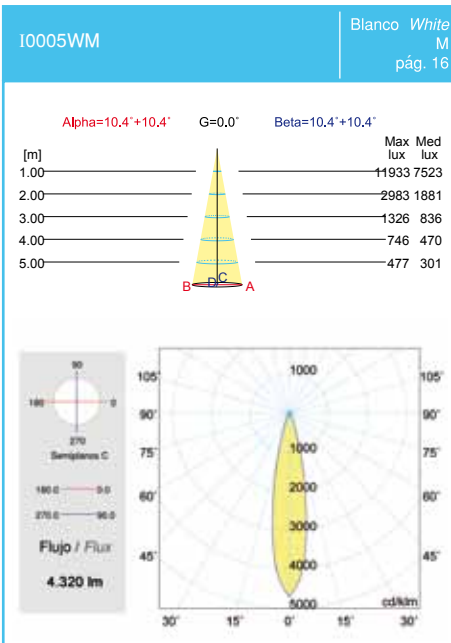 I0005WM
Blanco White
M
pág. 16
Alpha=10.4°+10.4° G=0.0° Beta=10.4°+10.4°
Max Med
[m] lux lux
1.00 11933 7523
2.00 2983 1881
3.00 1326 836
4.00 746 470
5.00 477 301
B D C A
90
180 0
270
Semiplanos C
180.0 0.0
270.0 90.0
Flujo / Flux
4.320 lm
1000
105° 105°
90° 90°
1000
75° 75°
2000
60° 60°
3000
45° 45°
4000
5000 cd/klm
30° 15° 0° 15° 30°